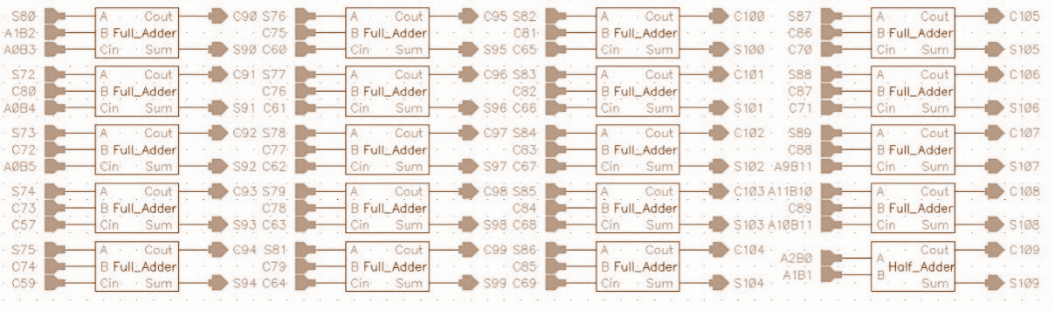 S80 A Cout C90 S76 A Cout C95 S82 A Cout C100 S87 A Cout C105
A1B2 B Full_Adder C75 B Full_Adder C81 B Full_Adder C86 B Full_Adder
A0B3 Cin Sum S90 C60 Cin Sum S95 C65 Cin Sum S100 C70 Cin Sum S105
S72 A Cout C91 S77 A Cout C96 S83 A Cout C101 S88 A Cout C106
C80 B Full_Adder C76 B Full_Adder C82 B Full_Adder C87 B Full_Adder
A0B4 Cin Sum S91 C61 Cin Sum S96 C66 Cin Sum S101 C71 Cin Sum S106
S73 A Cout C92 S78 A Cout C97 S84 A Cout C102 S89 A Cout C107
C72 B Full_Adder C77 B Full_Adder C83 B Full_Adder C88 B Full_Adder
A0B5 Cin Sum S92 C62 Cin Sum S97 C67 Cin Sum S102 A9B11 Cin Sum S107
S74 A Cout C93 S79 A Cout C98 S85 A Cout C103 A11B10 A Cout C108
C73 B Full_Adder C78 B Full_Adder C84 B Full_Adder C89 B Full_Adder
C57 Cin Sum S93 C63 Cin Sum S98 C68 Cin Sum S103 A10B11 Cin Sum S108
S75 A Cout C94 S81 A Cout C99 S86 A Cout C104 A2B0 A Cout C109
C74 B Full_Adder C79 B Full_Adder C85 B Full_Adder A1B1 B Half_Adder
C59 Cin Sum S94 C64 Cin Sum S99 C69 Cin Sum S104 Sum S109